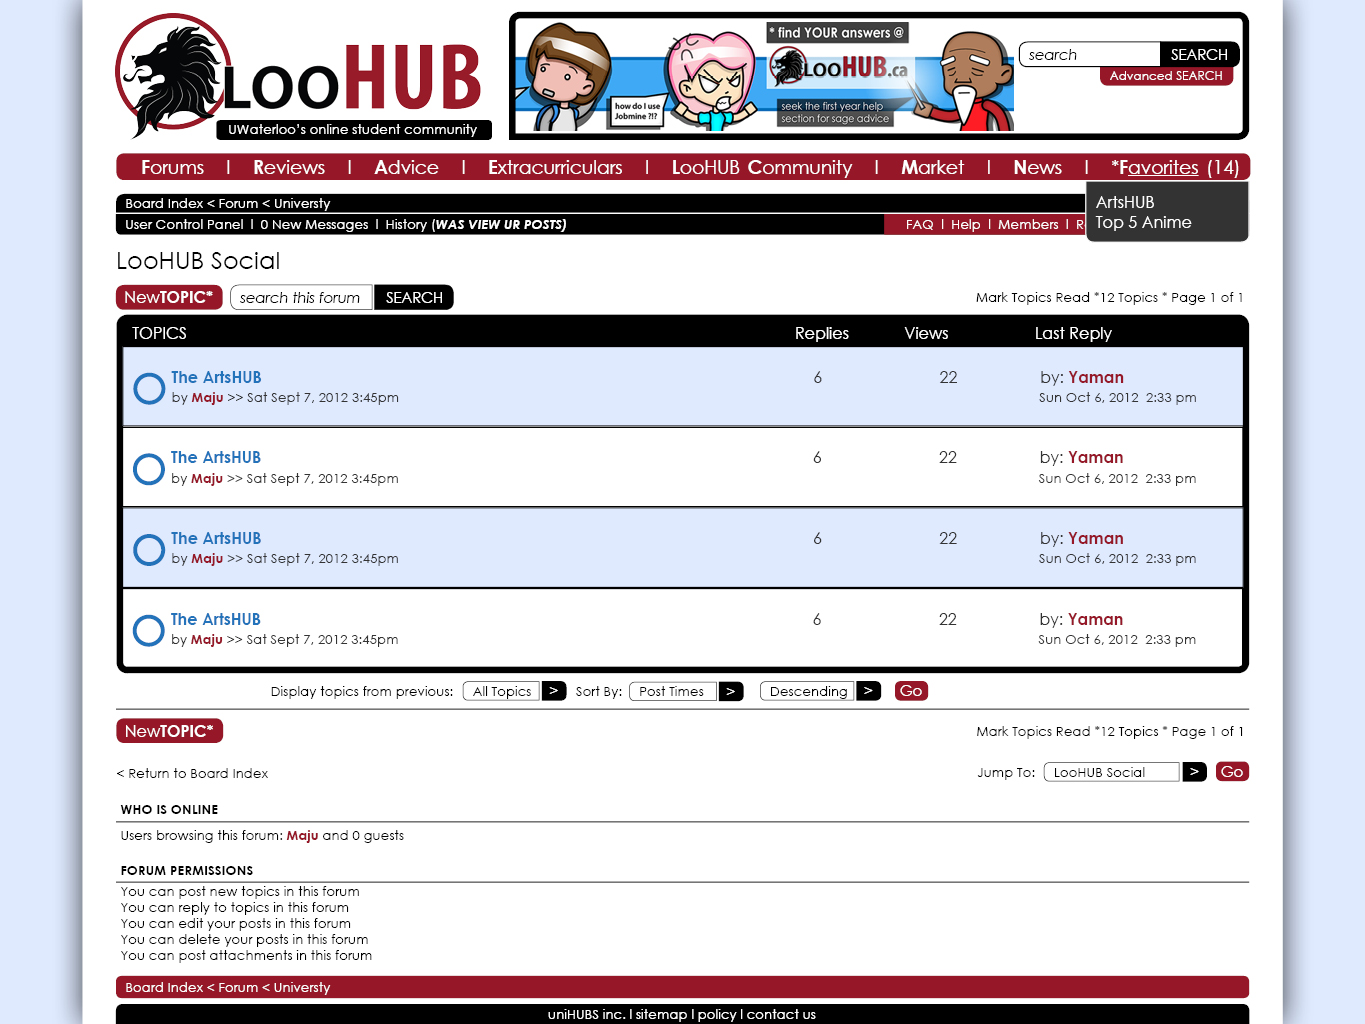 LOOHUB
UWaterloo's online student community
* find YOUR answers @
LOOHUB.ca
how do I use
Jobmine ?!?
seek the first year help
section for sage advice
search SEARCH
Advanced SEARCH
Forums | Reviews | Advice | Extracurriculars | LooHUB Community | Market | News | *Favorites (14)
ArtsHUB
Top 5 Anime
Board Index < Forum < Universty
User Control Panel | 0 New Messages | History (WAS VIEW UR POSTS)
FAQ | Help | Members |
LooHUB Social
NewTOPIC* search this forum SEARCH
Mark Topics Read *12 Topics * Page 1 of 1
TOPICS Replies Views Last Reply
The ArtsHUB 6 22 by: Yaman
by Maju >> Sat Sept 7, 2012 3:45pm Sun Oct 6, 2012 2:33 pm
The ArtsHUB 6 22 by: Yaman
by Maju >> Sat Sept 7, 2012 3:45pm Sun Oct 6, 2012 2:33 pm
The ArtsHUB 6 22 by: Yaman
by Maju >> Sat Sept 7, 2012 3:45pm Sun Oct 6, 2012 2:33 pm
The ArtsHUB 6 22 by: Yaman
by Maju >> Sat Sept 7, 2012 3:45pm Sun Oct 6, 2012 2:33 pm
Display topics from previous: All Topics > Sort By: Post Times > Descending > Go
NewTOPIC*
Mark Topics Read *12 Topics * Page 1 of 1
< Return to Board Index
Jump To: LooHUB Social > Go
WHO IS ONLINE
Users browsing this forum: Maju and 0 guests
FORUM PERMISSIONS
You can post new topics in this forum
You can reply to topics in this forum
You can edit your posts in this forum
You can delete your posts in this forum
You can post attachments in this forum
Board Index < Forum < Universty
uniHUBS inc. | sitemap | policy | contact us